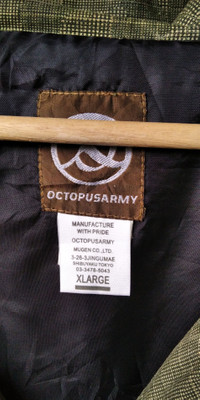 OCTOPUSARMY
MANUFACTURE
WITH PRIDE
OCTOPUSARMY
MUGEN CO.,LTD.
3-26-3JINGUMAE
SHIBUYAKU TOKYO
03-3478-8043
XLARGE